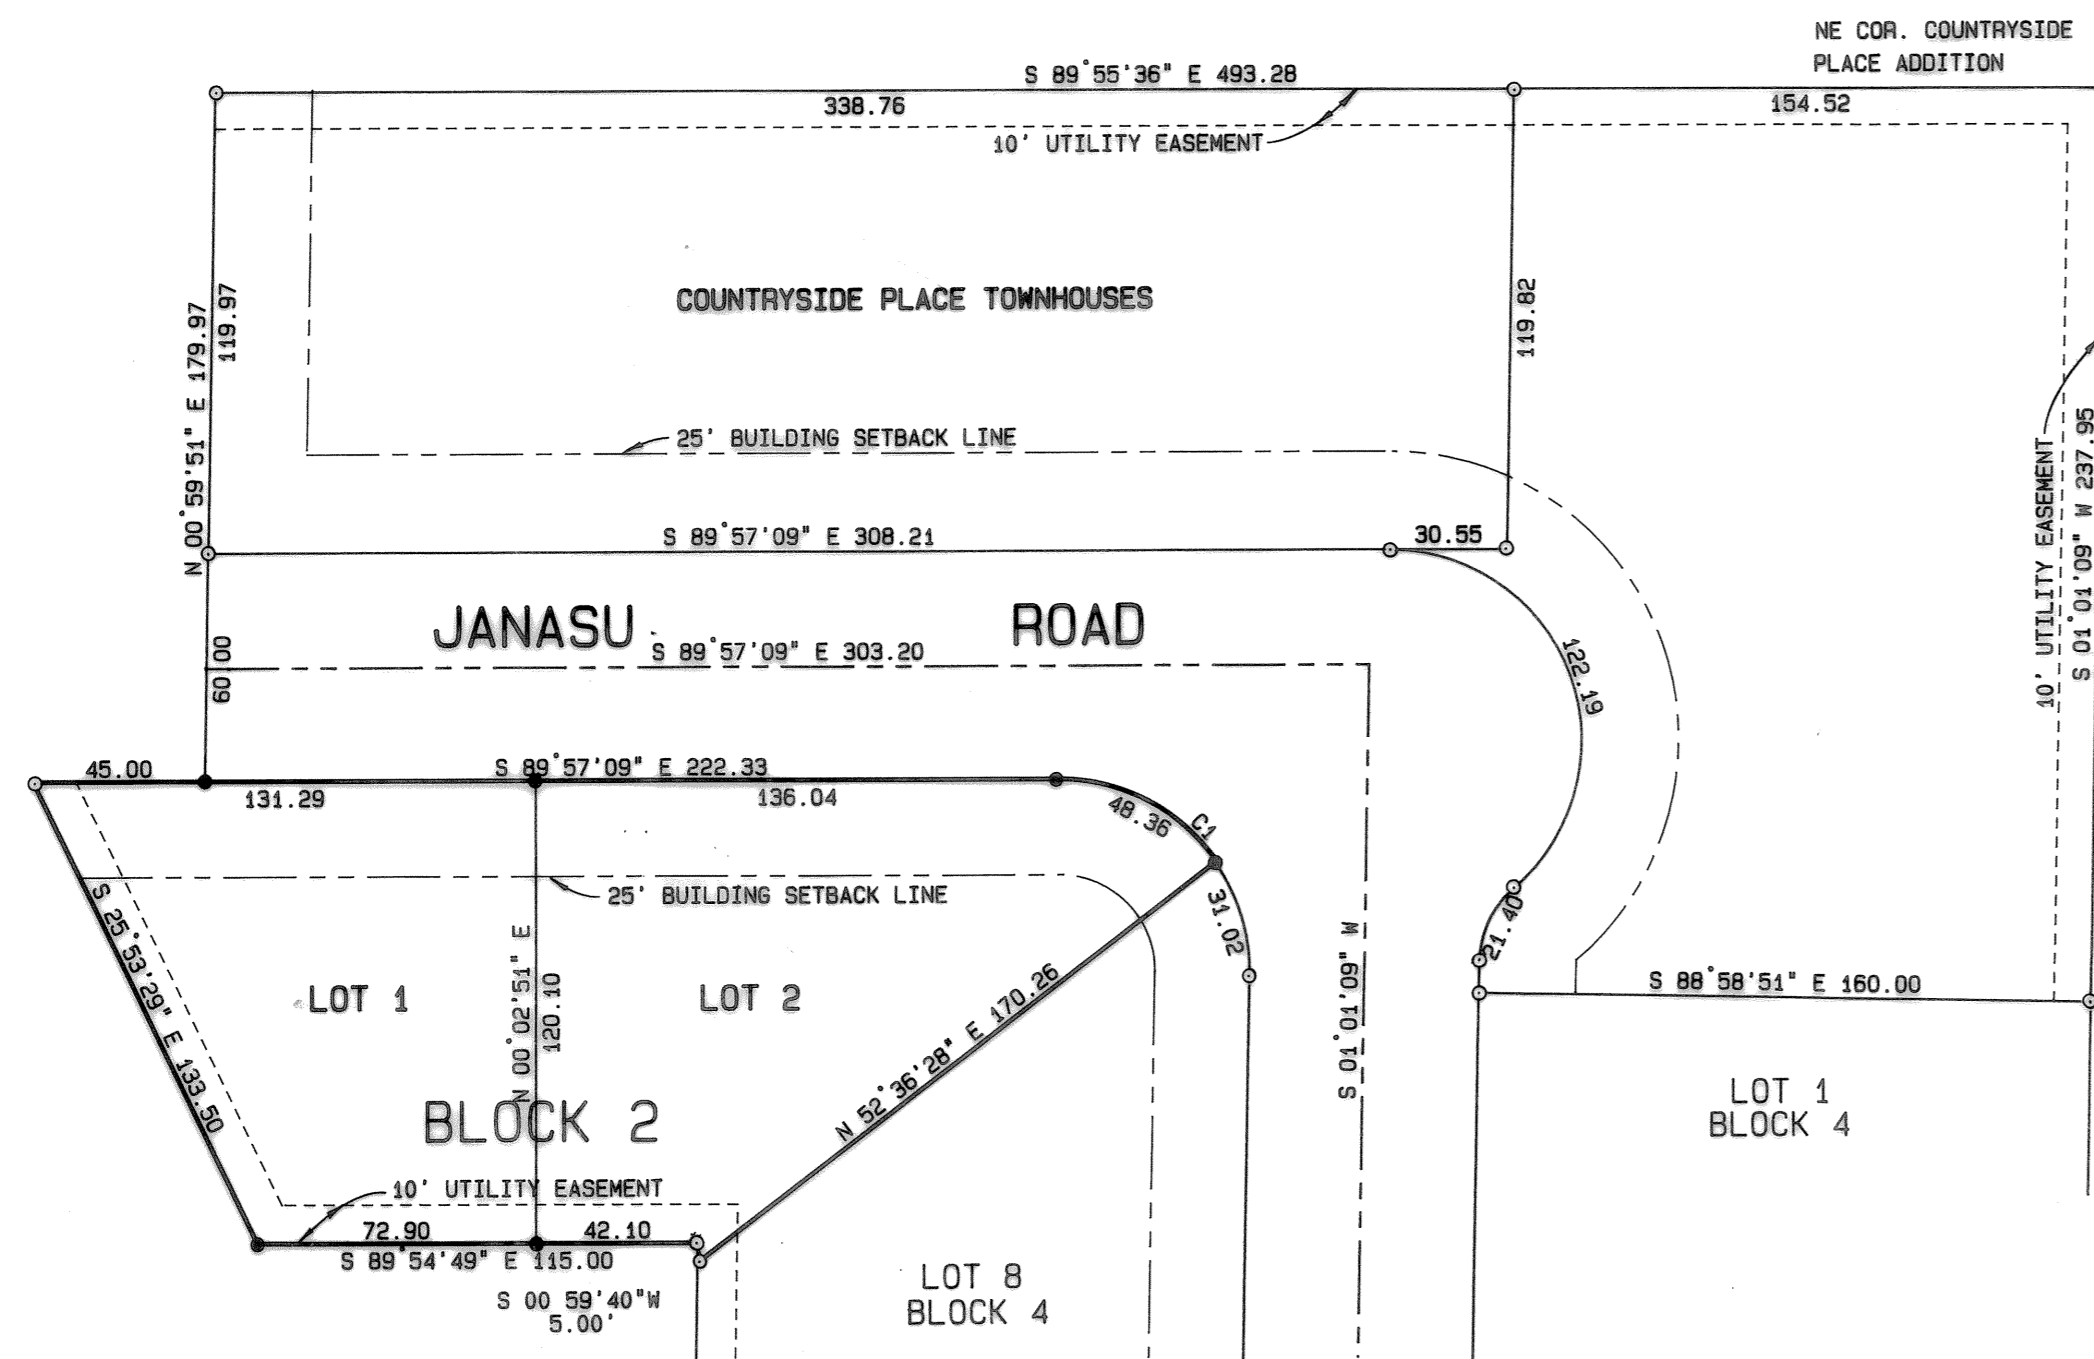 NE COR. COUNTRYSIDE
PLACE ADDITION
S 89°55'36" E 493.28
338.76
154.52
10' UTILITY EASEMENT
N 00°59'51" E 179.97
119.97
COUNTRYSIDE PLACE TOWNHOUSES
119.82
25' BUILDING SETBACK LINE
10' UTILITY EASEMENT
S 01°01'09" W 237.95
S 89°57'09" E 308.21
30.55
JANASU ROAD
S 89°57'09" E 303.20
60.00
122.19
45.00
S 89°57'09" E 222.33
131.29
136.04
48.36
C1
25' BUILDING SETBACK LINE
31.02
21.40
S 25°53'29" E 133.50
LOT 1
N 00°02'51" E
120.10
LOT 2
N 52°36'28" E 170.26
S 01°01'09" W
S 88°58'51" E 160.00
LOT 1
BLOCK 4
BLOCK 2
10' UTILITY EASEMENT
72.90
42.10
S 89°54'49" E 115.00
S 00 59'40"W
5.00'
LOT 8
BLOCK 4